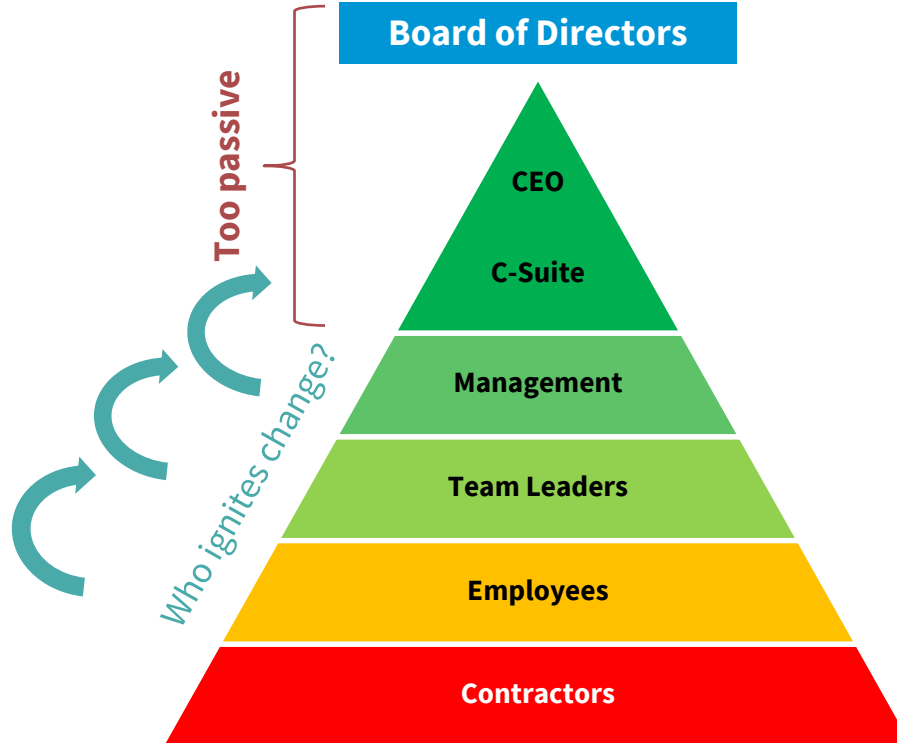 Board of Directors
Too passive
CEO
C-Suite
Who ignites change?
Management
Team Leaders
Employees
Contractors